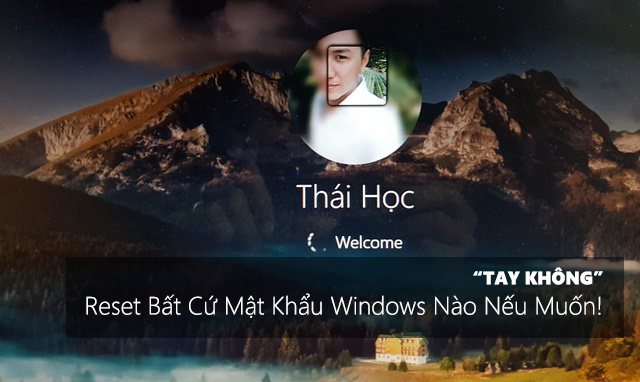 Thái Học
Welcome
“TAY KHÔNG”
Reset Bất Cứ Mật Khẩu Windows Nào Nếu Muốn!